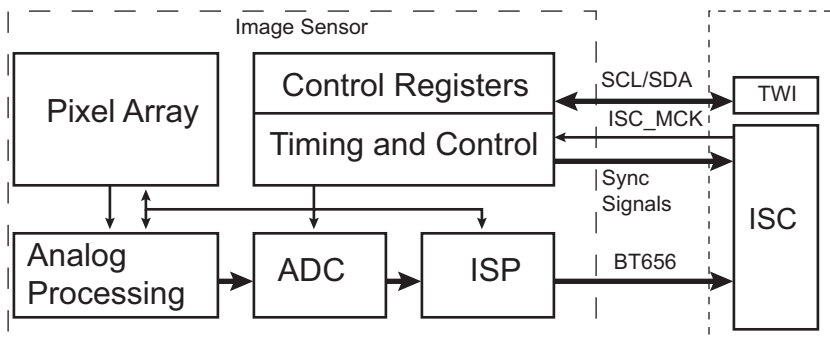 Image Sensor
Pixel Array
Control Registers
Timing and Control
SCL/SDA
TWI
ISC_MCK
Sync
Signals
ISC
Analog
Processing
ADC
ISP
BT656